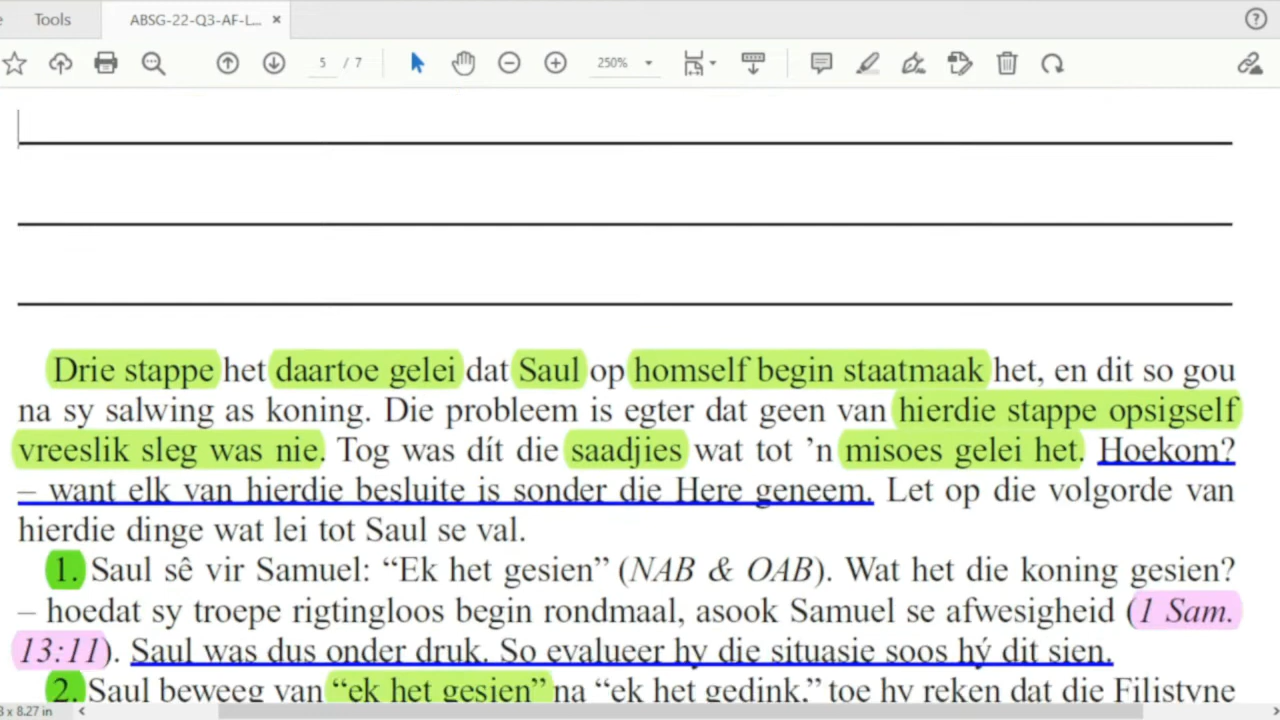 Tools
ABSG-22-Q3-AF-L... ×
5 / 7
250%
Drie stappe het daartoe gelei dat Saul op homself begin staatmaak het, en dit so gou
na sy salwing as koning. Die probleem is egter dat geen van hierdie stappe opsigself
vreeslik sleg was nie. Tog was dít die saadjies wat tot ’n misoes gelei het. Hoekom?
– want elk van hierdie besluite is sonder die Here geneem. Let op die volgorde van
hierdie dinge wat lei tot Saul se val.
1. Saul sê vir Samuel: “Ek het gesien” (NAB & OAB). Wat het die koning gesien?
– hoedat sy troepe rigtingloos begin rondmaal, asook Samuel se afwesigheid (1 Sam.
13:11). Saul was dus onder druk. So evalueer hy die situasie soos hý dit sien.
2. Saul beweeg van “ek het gesien” na “ek het gedink,” toe hy reken dat die Filistyne
x 8.27 in